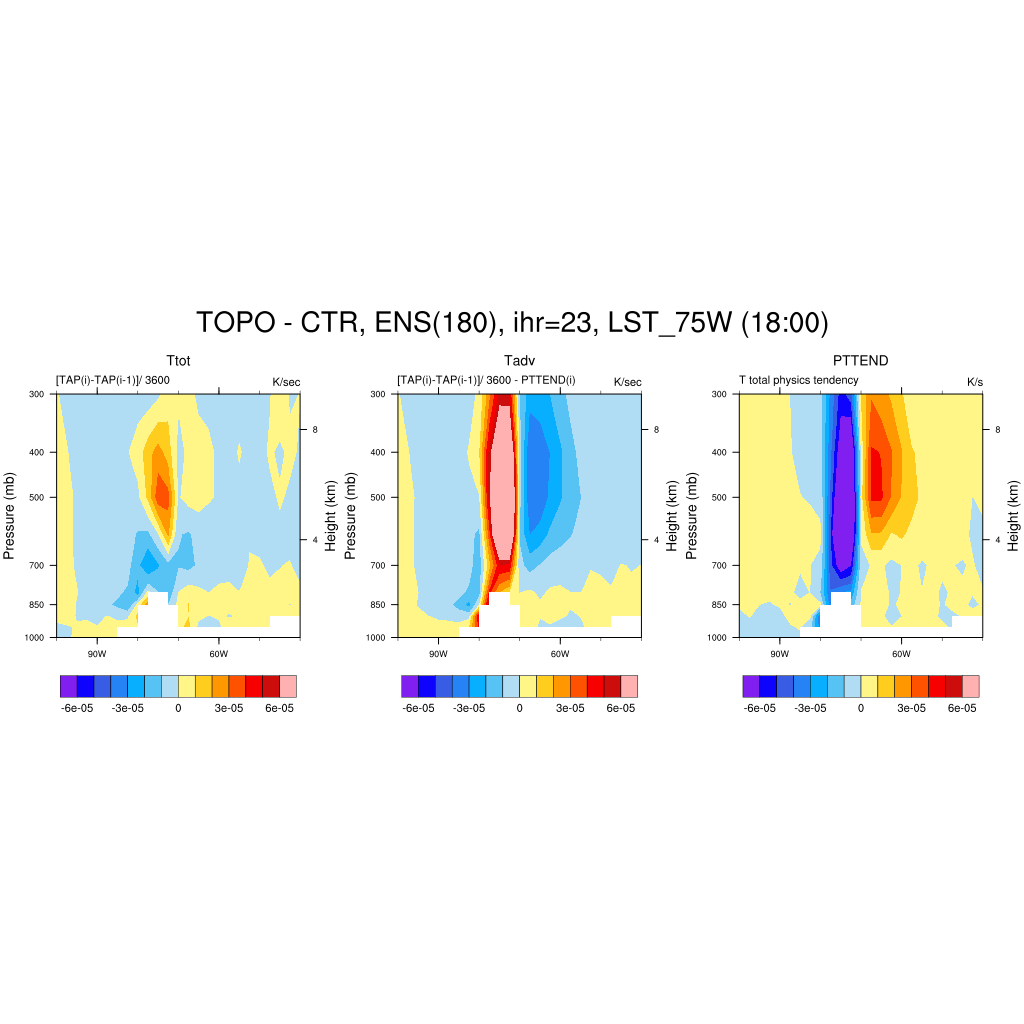 TOPO - CTR, ENS(180), ihr=23, LST_75W (18:00)
Ttot
[TAP(i)-TAP(i-1)]/ 3600 K/sec
300
400
500
700
850
1000
Pressure (mb)
8
4
Height (km)
90W 60W
-6e-05 -3e-05 0 3e-05 6e-05
Tadv
[TAP(i)-TAP(i-1)]/ 3600 - PTTEND(i) K/sec
300
400
500
700
850
1000
Pressure (mb)
8
4
Height (km)
90W 60W
-6e-05 -3e-05 0 3e-05 6e-05
PTTEND
T total physics tendency K/s
300
400
500
700
850
1000
Pressure (mb)
8
4
Height (km)
90W 60W
-6e-05 -3e-05 0 3e-05 6e-05